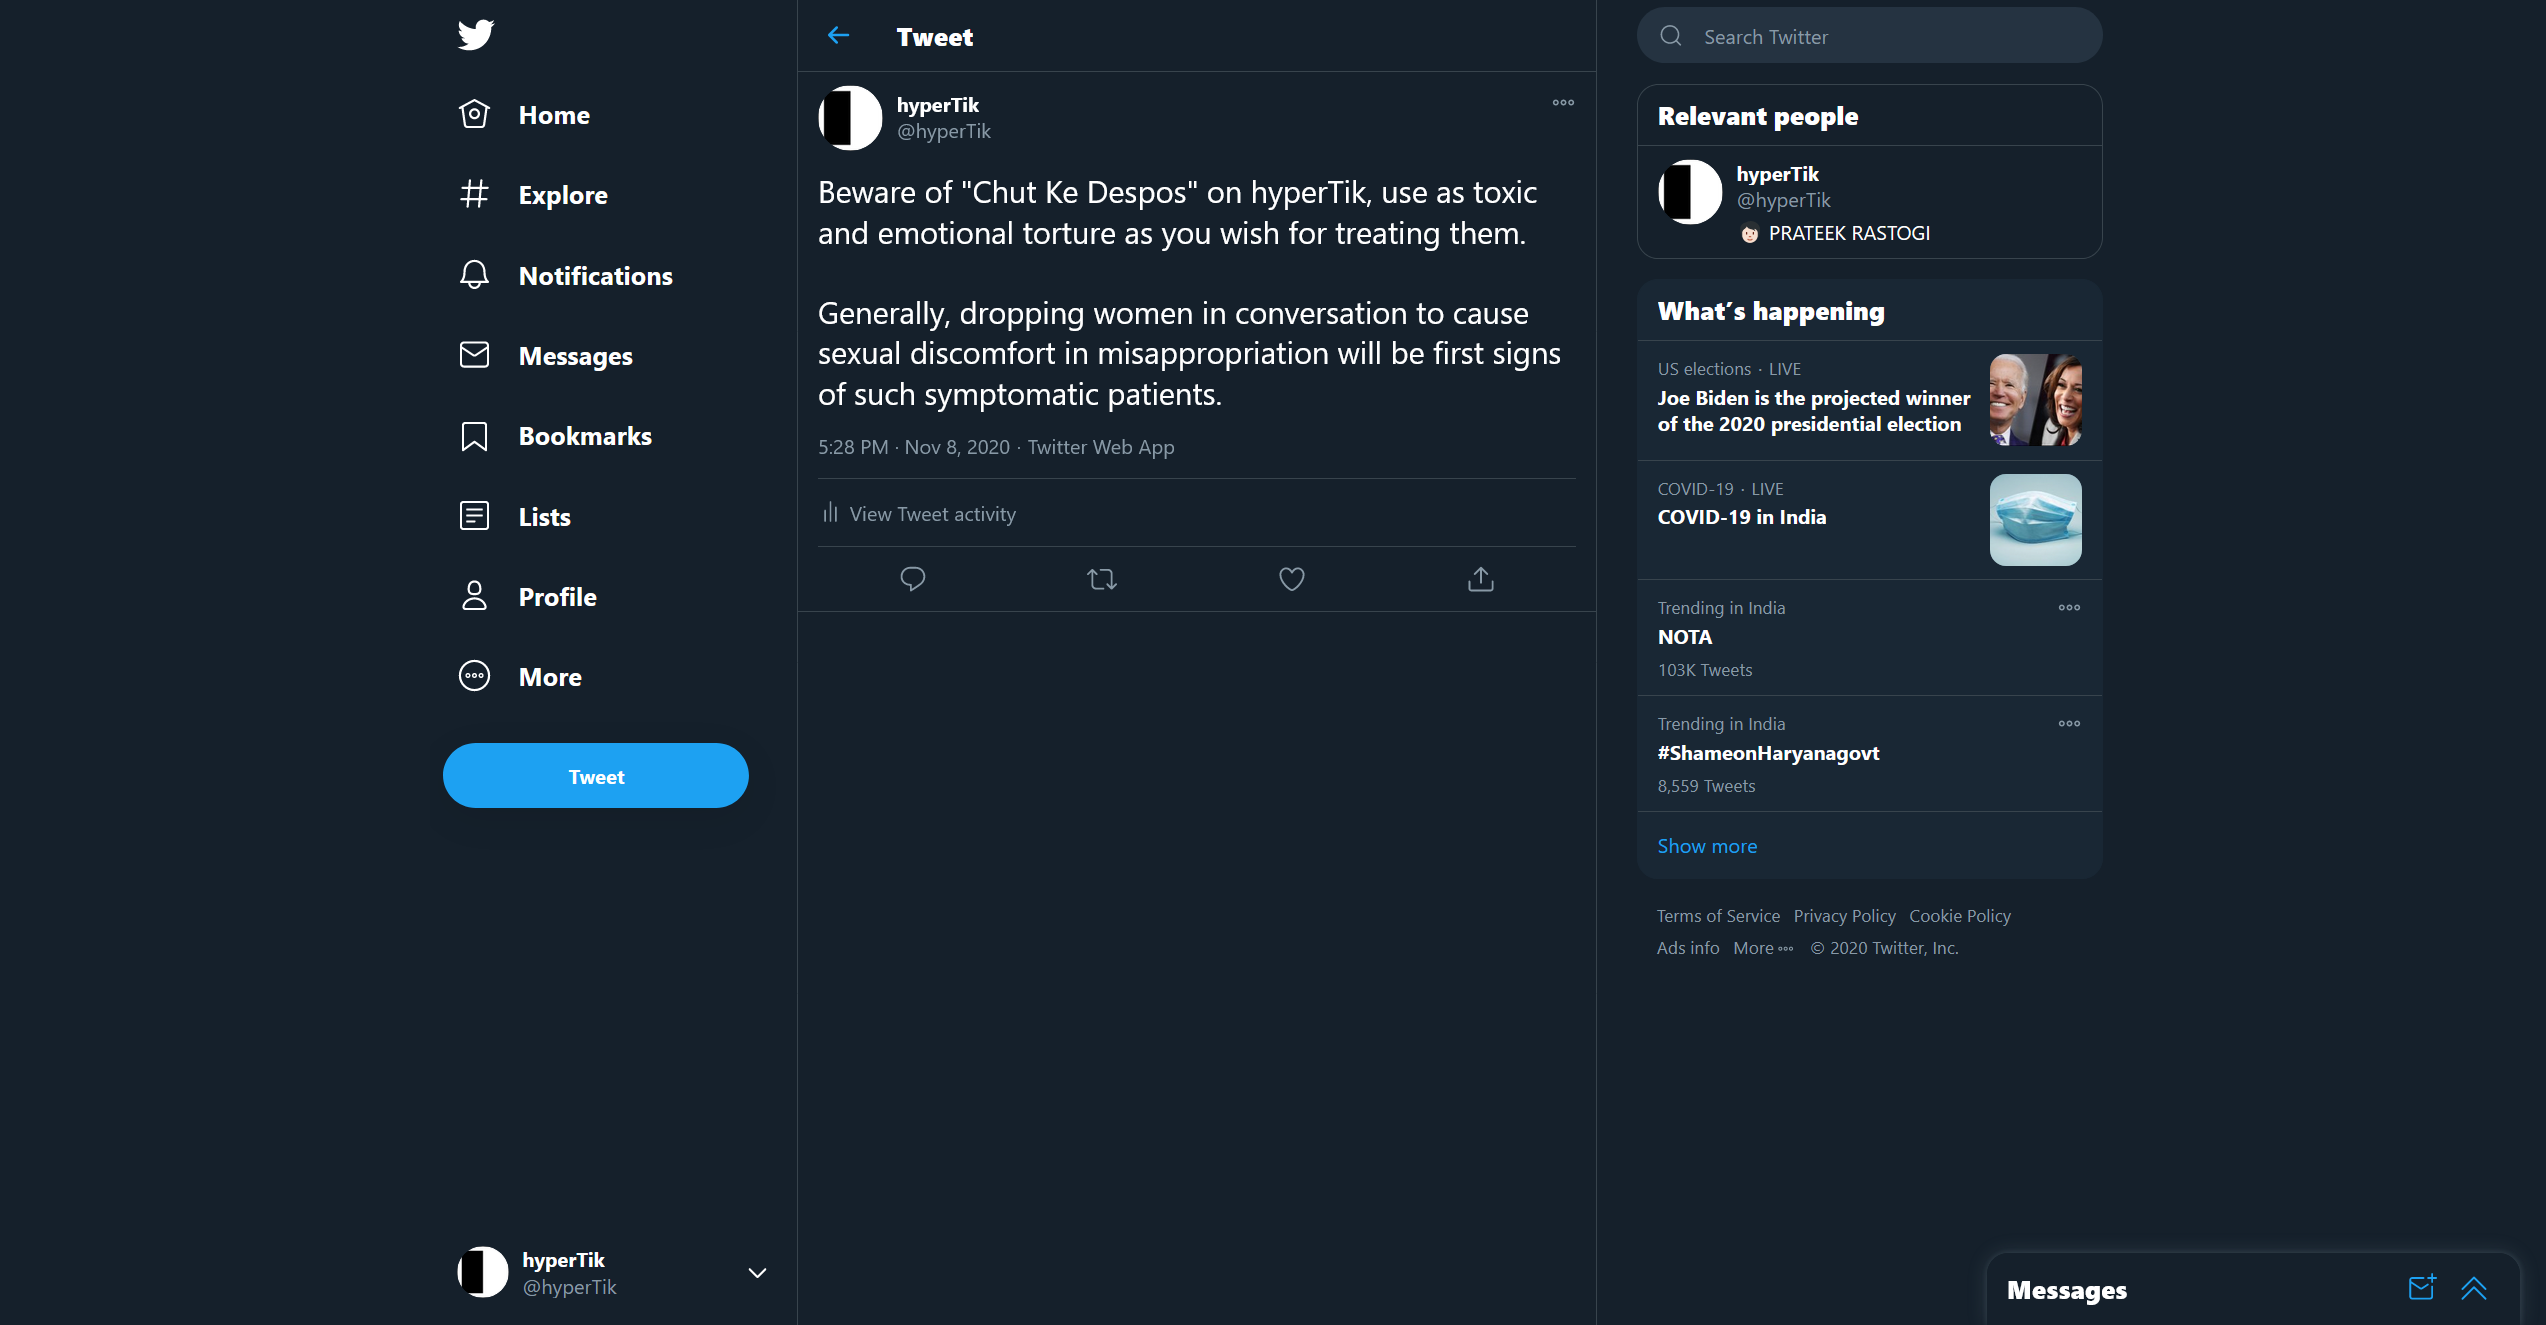 Home
Explore
Notifications
Messages
Bookmarks
Lists
Profile
More
Tweet
hyperTik
@hyperTik
Tweet
hyperTik
@hyperTik
Beware of "Chut Ke Despos" on hyperTik, use as toxic
and emotional torture as you wish for treating them.
Generally, dropping women in conversation to cause
sexual discomfort in misappropriation will be first signs
of such symptomatic patients.
5:28 PM · Nov 8, 2020 · Twitter Web App
View Tweet activity
Search Twitter
Relevant people
hyperTik
@hyperTik
PRATEEK RASTOGI
What's happening
US elections · LIVE
Joe Biden is the projected winner
of the 2020 presidential election
COVID-19 · LIVE
COVID-19 in India
Trending in India
NOTA
103K Tweets
Trending in India
#ShameonHaryanagovt
8,559 Tweets
Show more
Terms of Service Privacy Policy Cookie Policy
Ads info More © 2020 Twitter, Inc.
Messages